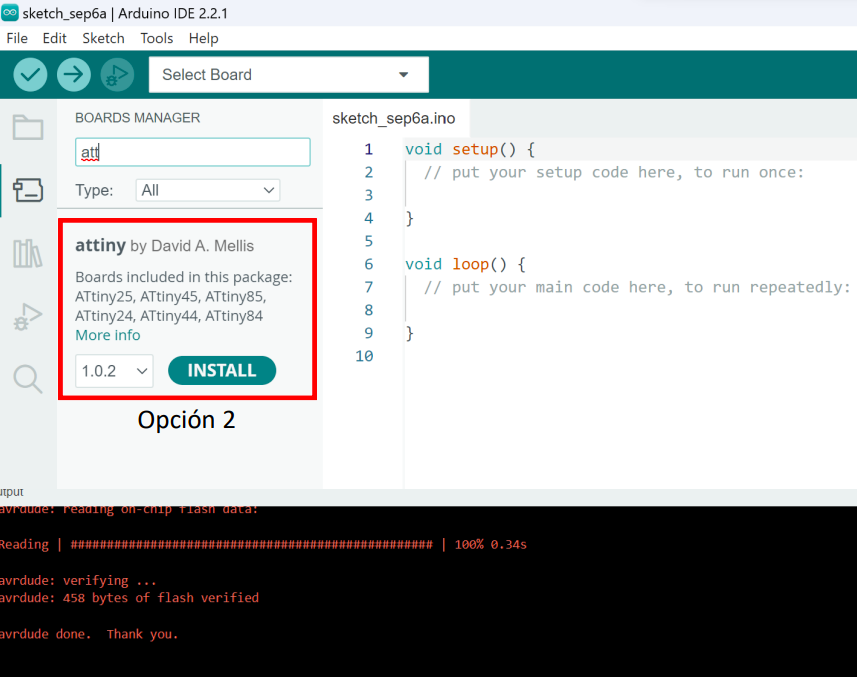 sketch_sep6a | Arduino IDE 2.2.1
File Edit Sketch Tools Help
Select Board
BOARDS MANAGER
att
Type: All
attiny by David A. Mellis
Boards included in this package:
ATtiny25, ATtiny45, ATtiny85,
ATtiny24, ATtiny44, ATtiny84
More info
1.0.2 INSTALL
Opción 2
sketch_sep6a.ino
1 void setup() {
2 // put your setup code here, to run once:
3
4 }
5
6 void loop() {
7 // put your main code here, to run repeatedly:
8
9 }
10
utput
avrdude: reading on-chip flash data:
Reading | ################################################## | 100% 0.34s
avrdude: verifying ...
avrdude: 458 bytes of flash verified
avrdude done.  Thank you.